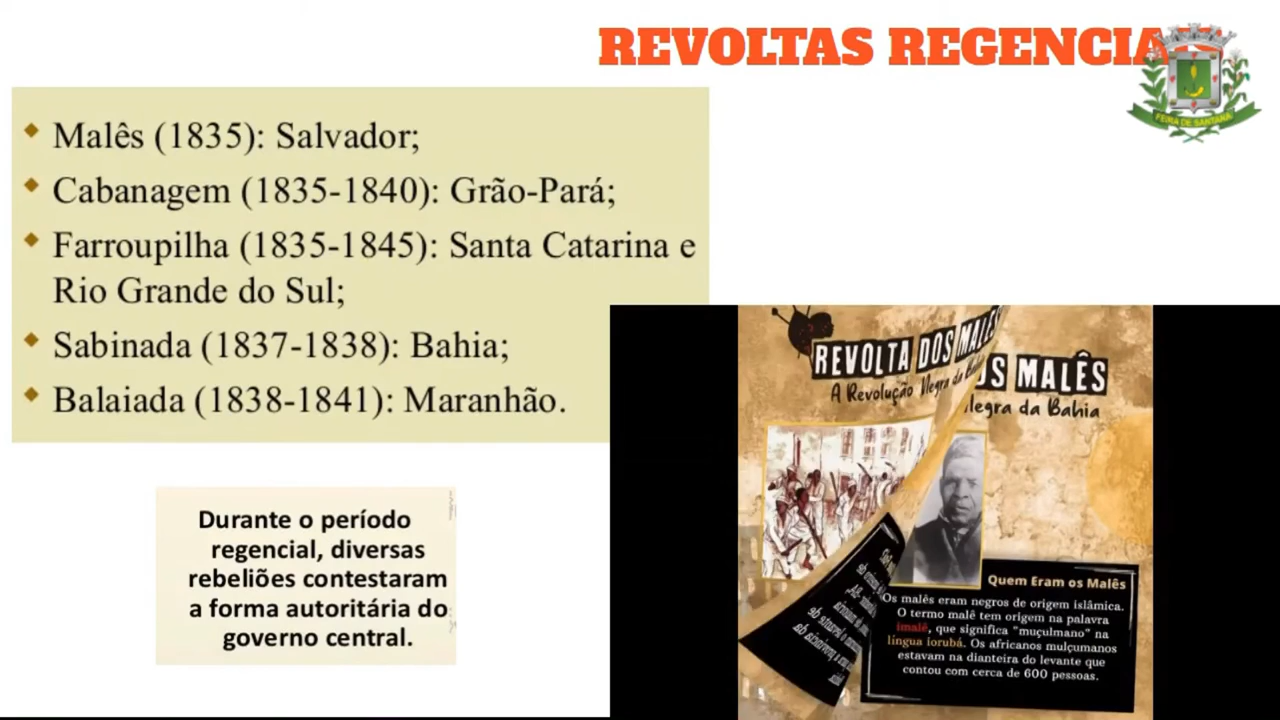 REVOLTAS REGENCIA
FEIRA DE SANTANA
Malês (1835): Salvador;
Cabanagem (1835-1840): Grão-Pará;
Farroupilha (1835-1845): Santa Catarina e
Rio Grande do Sul;
Sabinada (1837-1838): Bahia;
Balaiada (1838-1841): Maranhão.
Durante o período
regencial, diversas
rebeliões contestaram
a forma autoritária do
governo central.
REVOLTA DOS MALÊS
A Revolução Negra da Bahia
OS MALÊS
Negra da Bahia
Quem Eram os Malês
Os malês eram negros de origem islâmica.
O termo malê tem origem na palavra
imalê, que significa "muçulmano" na
língua iorubá. Os africanos mulçumanos
estavam na dianteira do levante que
contou com cerca de 600 pessoas.